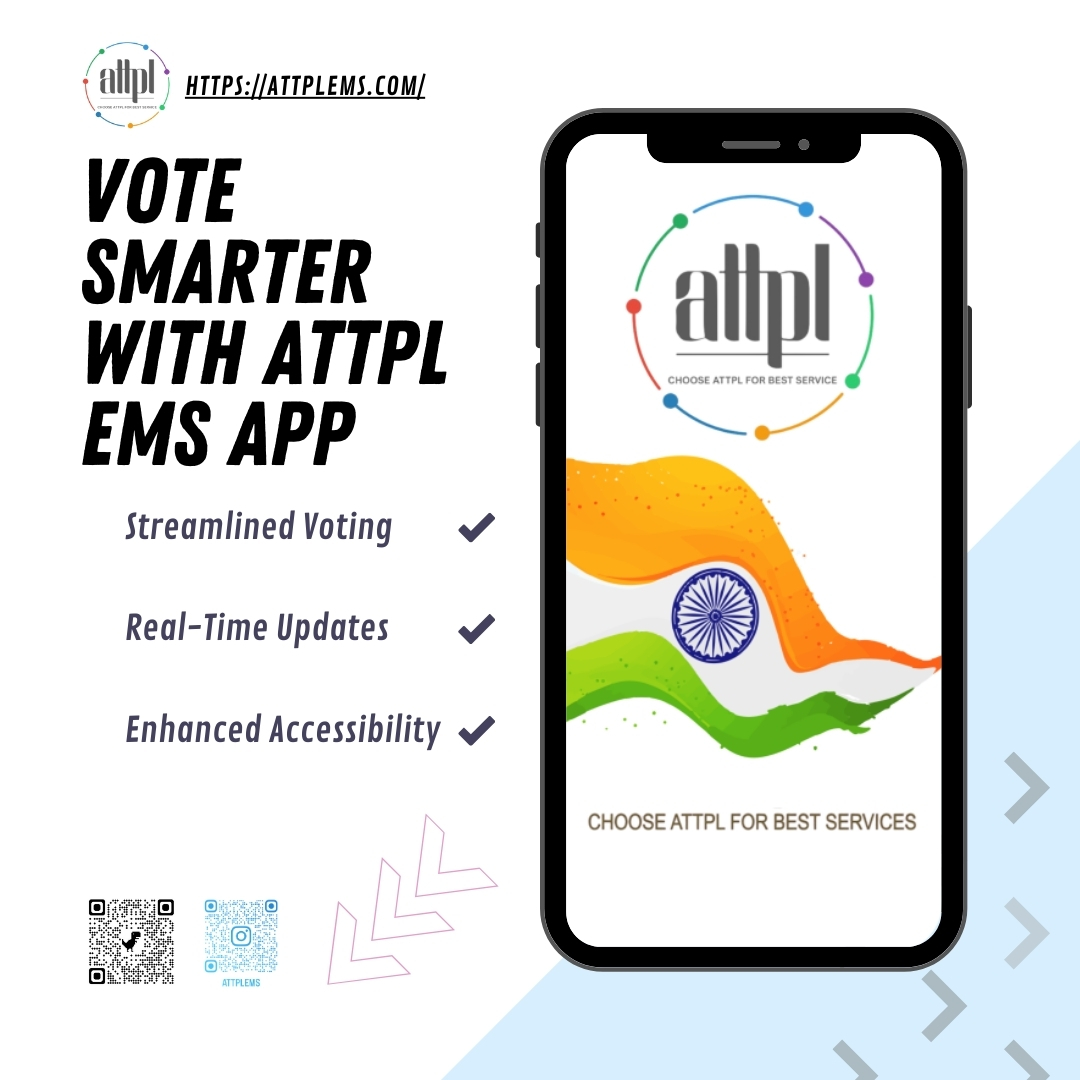 attpl
CHOOSE ATTPL FOR BEST SERVICE
HTTPS://ATTPLEMS.COM/
VOTE
SMARTER
WITH ATTPL
EMS APP
Streamlined Voting
Real-Time Updates
Enhanced Accessibility
ATTPLEMS
attpl
CHOOSE ATTPL FOR BEST SERVICE
CHOOSE ATTPL FOR BEST SERVICES